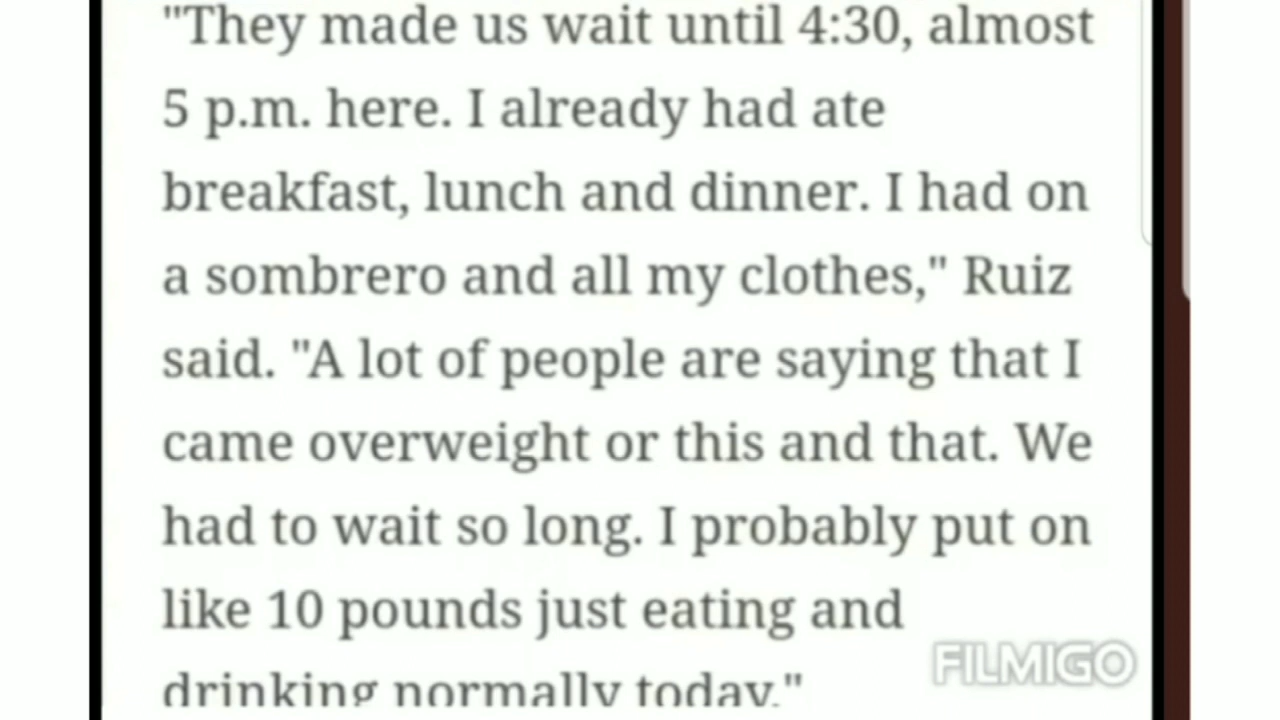 "They made us wait until 4:30, almost
5 p.m. here. I already had ate
breakfast, lunch and dinner. I had on
a sombrero and all my clothes," Ruiz
said. "A lot of people are saying that I
came overweight or this and that. We
had to wait so long. I probably put on
like 10 pounds just eating and
drinking normally today."
FILMIGO